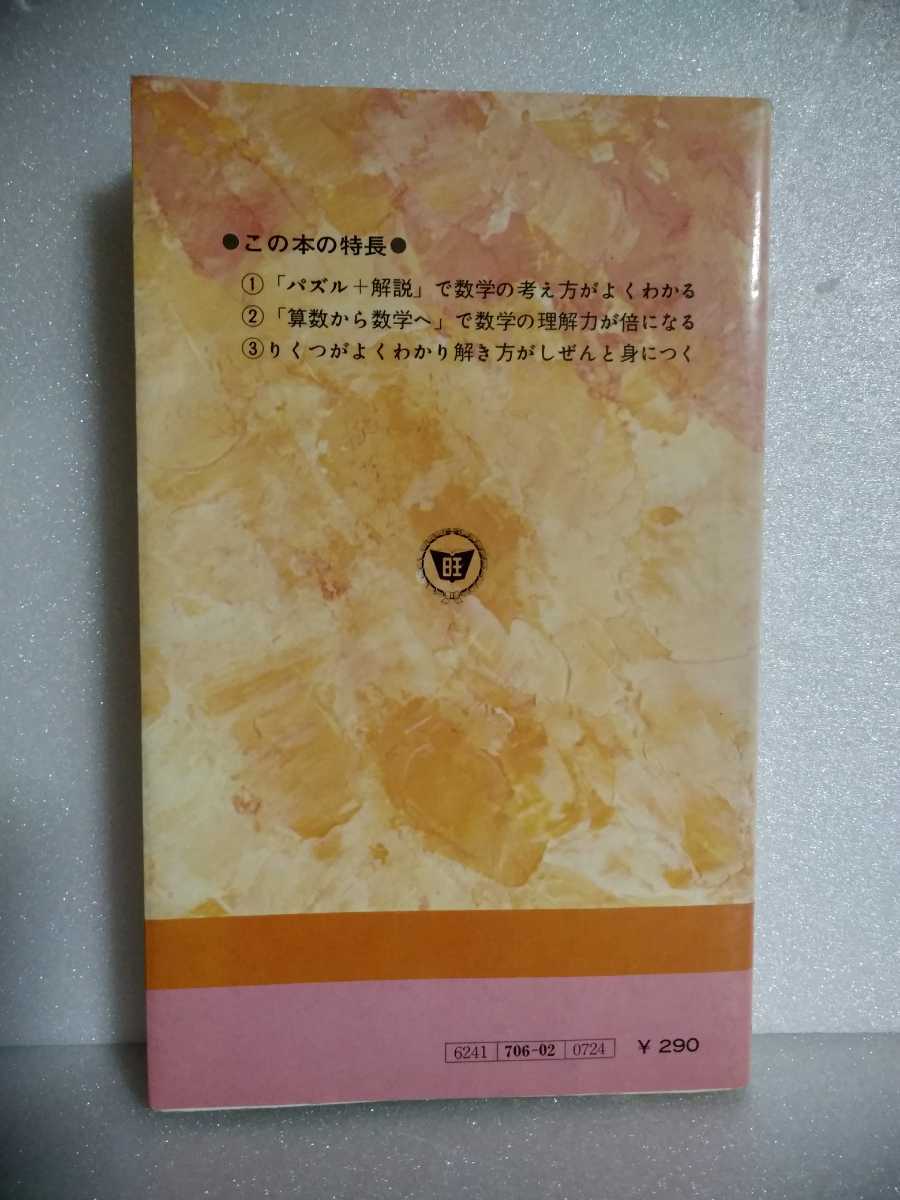 ●この本の特長●
①「パズル＋解説」で数学の考え方がよくわかる
②「算数から数学へ」で数学の理解力が倍になる
③りくつがよくわかり解き方がしぜんと身につく
旺
6241 706-02 0724 ¥290